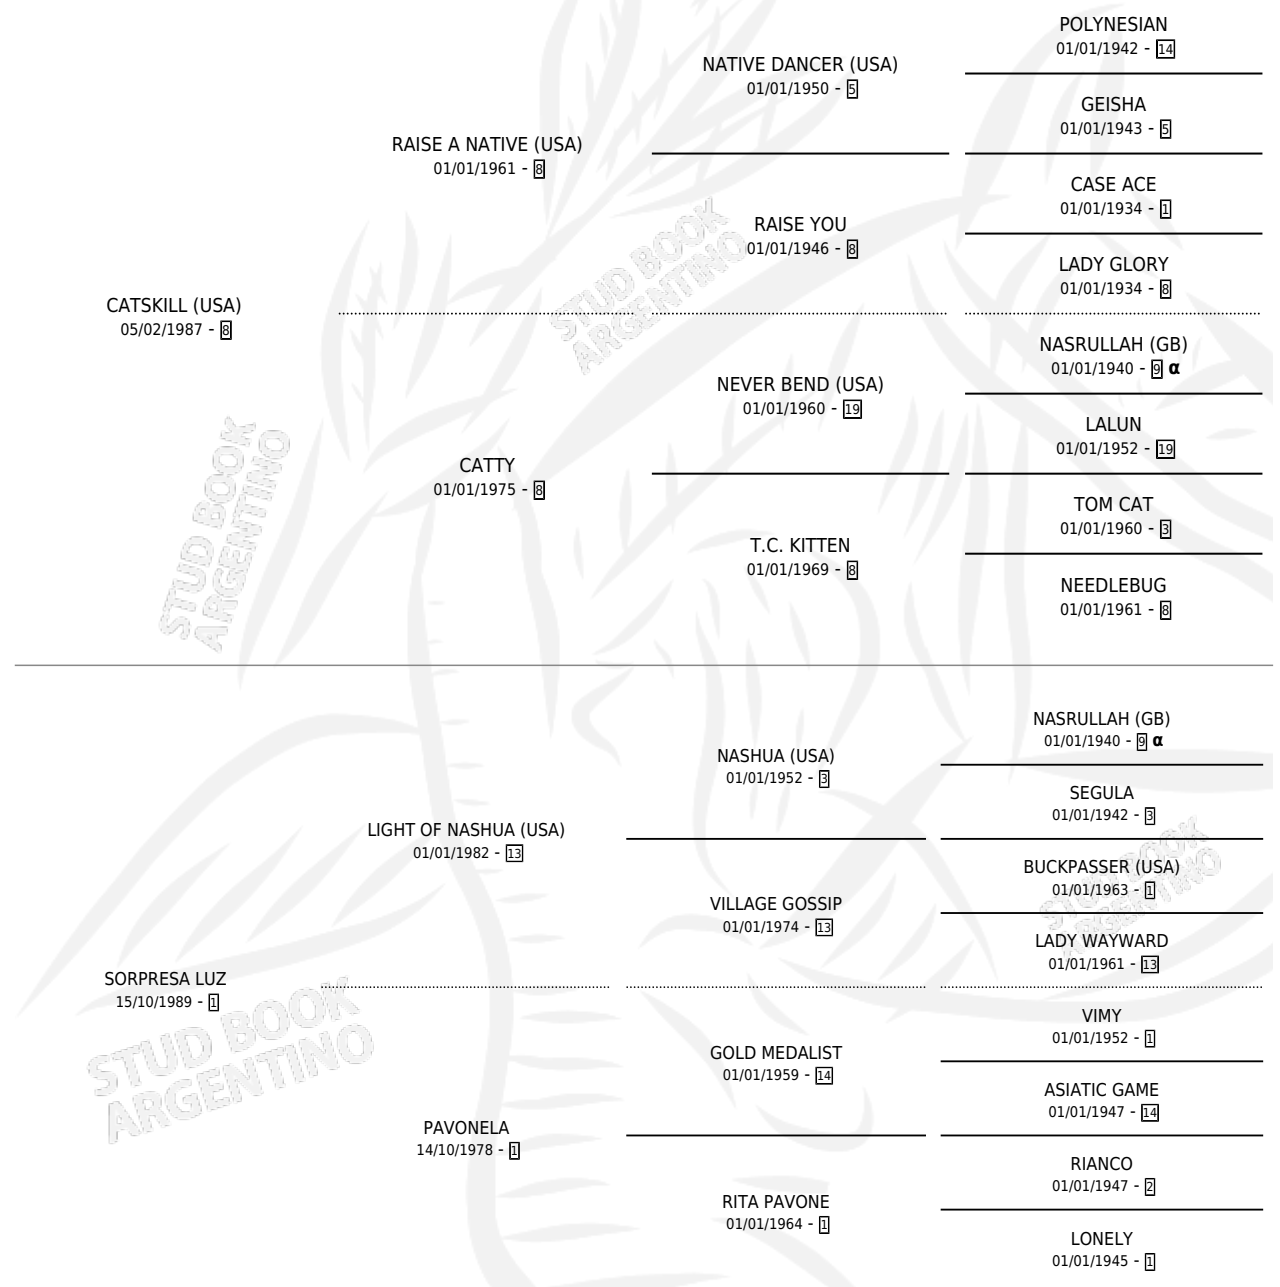 POLYNESIAN
01/01/1942 - 14
NATIVE DANCER (USA)
01/01/1950 - 5
GEISHA
01/01/1943 - 5
RAISE A NATIVE (USA)
01/01/1961 - 8
CASE ACE
01/01/1934 - 1
RAISE YOU
01/01/1946 - 8
LADY GLORY
01/01/1934 - 8
CATSKILL (USA)
05/02/1987 - 8
NASRULLAH (GB)
01/01/1940 - 9 α
NEVER BEND (USA)
01/01/1960 - 19
LALUN
01/01/1952 - 19
CATTY
01/01/1975 - 8
TOM CAT
01/01/1960 - 3
T.C. KITTEN
01/01/1969 - 8
NEEDLEBUG
01/01/1961 - 8
NASRULLAH (GB)
01/01/1940 - 9 α
NASHUA (USA)
01/01/1952 - 3
SEGULA
01/01/1942 - 3
LIGHT OF NASHUA (USA)
01/01/1982 - 13
BUCKPASSER (USA)
01/01/1963 - 1
VILLAGE GOSSIP
01/01/1974 - 13
LADY WAYWARD
01/01/1961 - 13
SORPRESA LUZ
15/10/1989 - 1
VIMY
01/01/1952 - 1
GOLD MEDALIST
01/01/1959 - 14
ASIATIC GAME
01/01/1947 - 14
PAVONELA
14/10/1978 - 1
RIANCO
01/01/1947 - 2
RITA PAVONE
01/01/1964 - 1
LONELY
01/01/1945 - 1
STUD BOOK
ARGENTINO
STUD BOOK
ARGENTINO
STUD BOOK
ARGENTINO
STUD BOOK
ARGENTINO